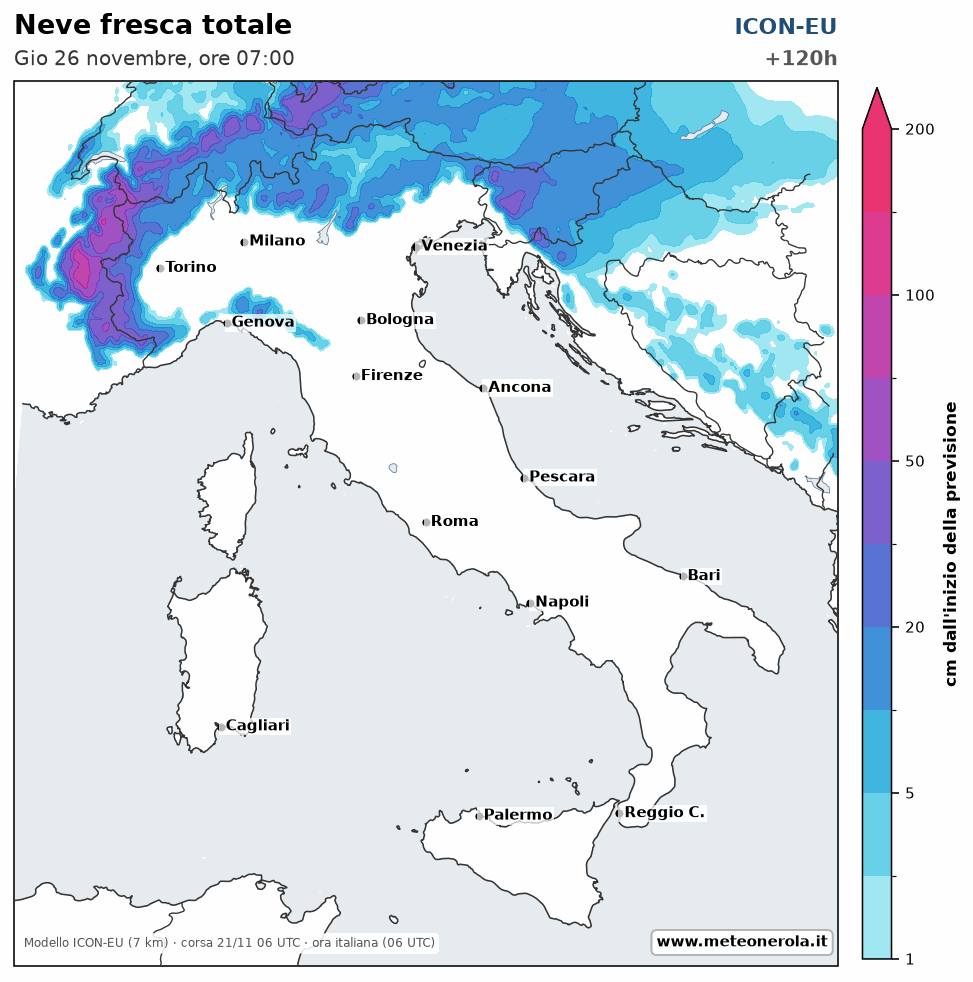 Neve fresca totale
ICON-EU
Gio 26 novembre, ore 07:00
+120h
200
100
50
20
5
1
cm dall'inizio della previsione
Milano
Venezia
Torino
Genova
Bologna
Firenze
Ancona
Pescara
Roma
Bari
Napoli
Cagliari
Palermo
Reggio C.
Modello ICON-EU (7 km) · corsa 21/11 06 UTC · ora italiana (06 UTC)
www.meteonerola.it